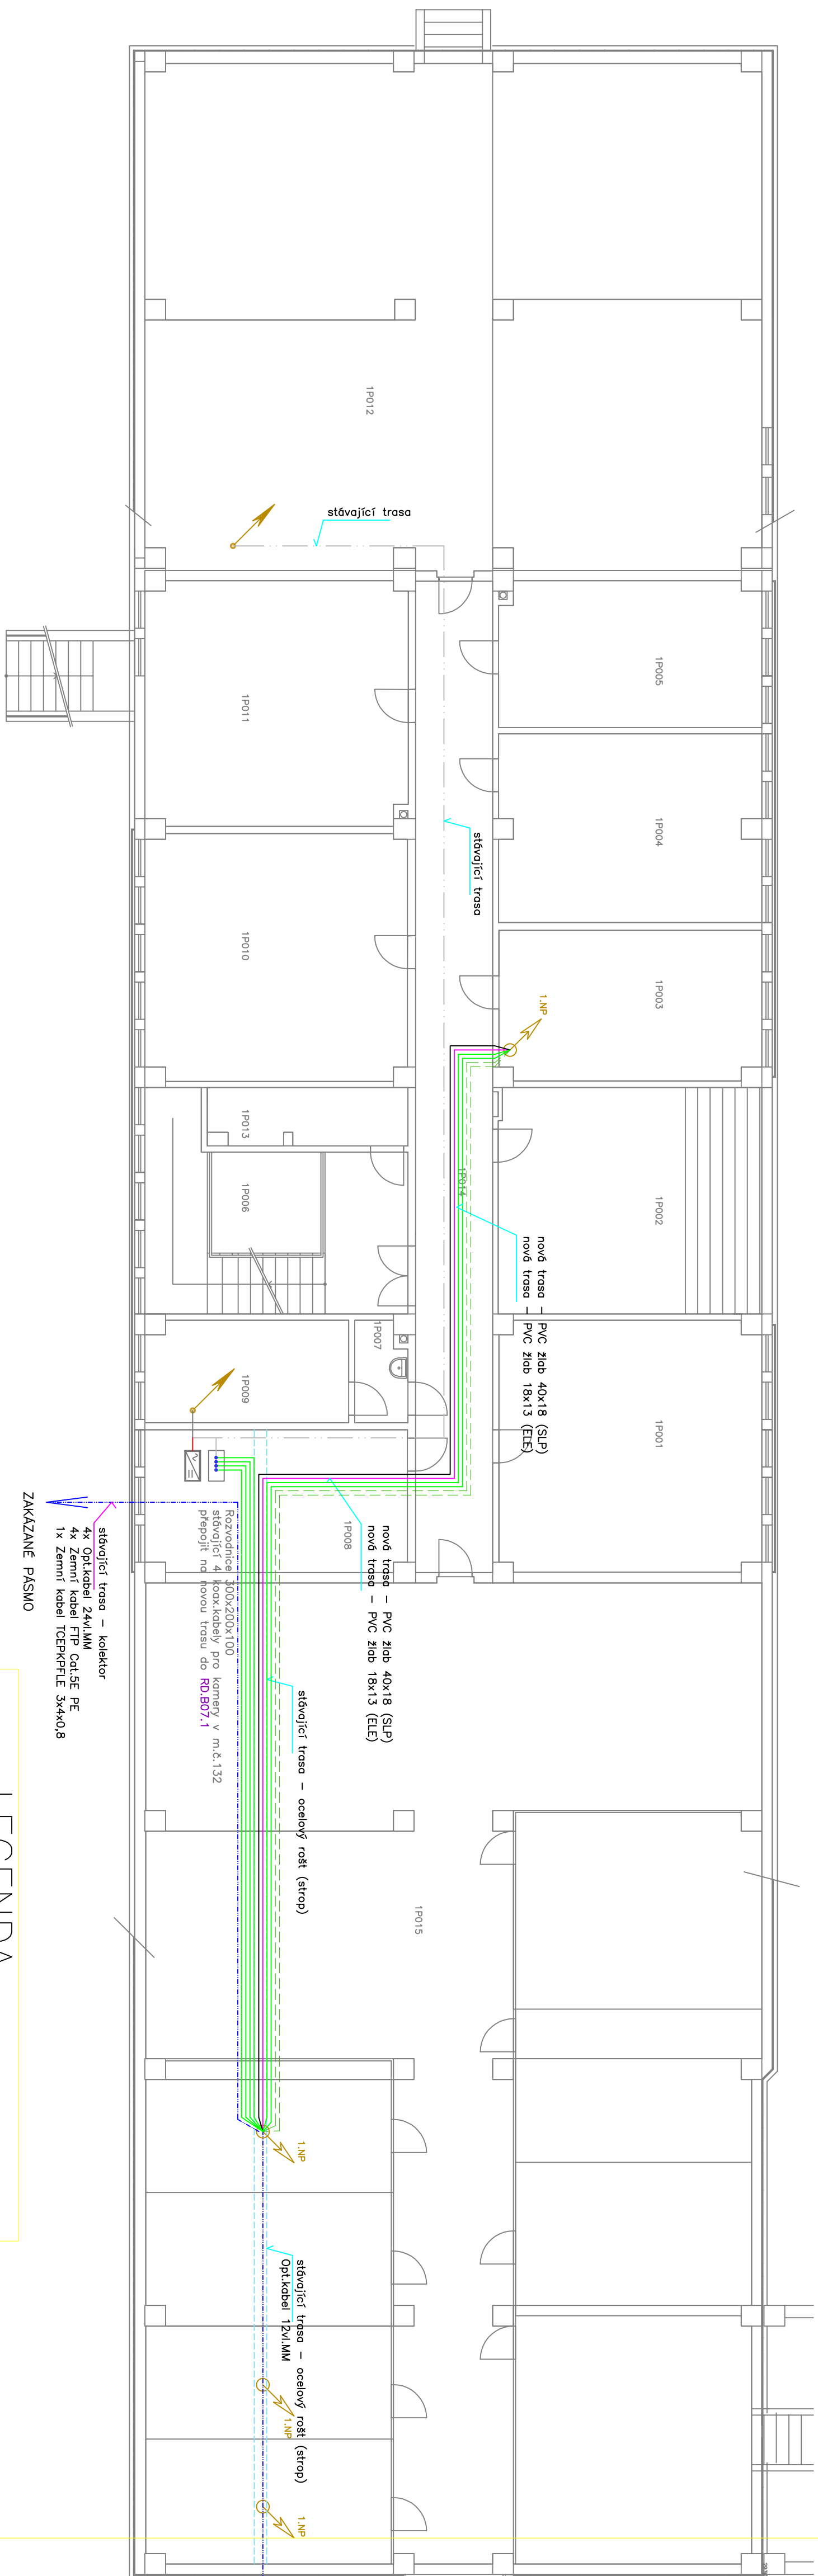 1P012
stávající trasa
1P005
1P011
1P004
stávající trasa
1P010
1P003
1.NP
1P013
1P014
1P006
1P002
nová trasa – PVC žlab 40x18 (SLP)
nová trasa – PVC žlab 18x13 (ELE)
1P007
1P009
1P001
ZAKÁZANÉ PÁSMO
stávající trasa – kolektor
4x Opt.kabel 24vl.MM
4x Zemní kabel FTP Cat.5E PE
1x Zemní kabel TCEPKPFLE 3x4x0,8
Rozvodnice 300x200x100
stávající 4 koax.kabely pro kamery v m.č.132
přepojit na novou trasu do RD.B07.1
1P008
nová trasa – PVC žlab 40x18 (SLP)
nová trasa – PVC žlab 18x13 (ELE)
stávající trasa – ocelový rošt (strop)
LEGENDA
1P015
1.NP
stávající trasa – ocelový rošt (strop)
Opt.kabel 12vl.MM
1.NP
1.NP